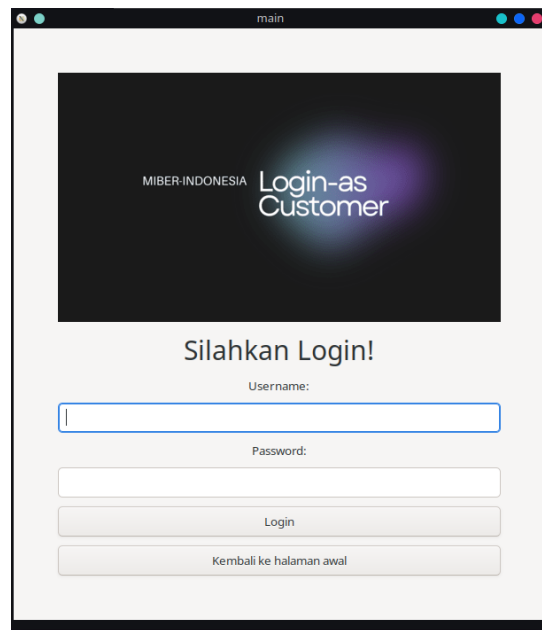 main
MIBER-INDONESIA
Login-as
Customer
Silahkan Login!
Username:
Password:
Login
Kembali ke halaman awal